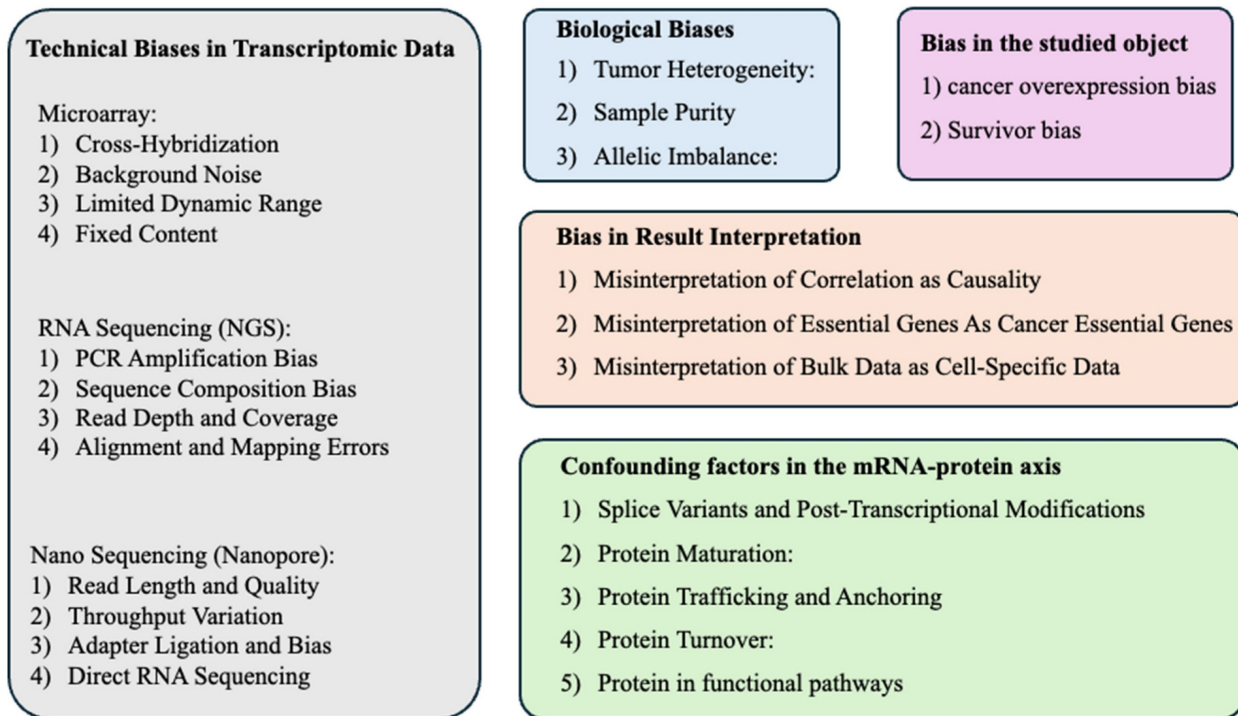 Technical Biases in Transcriptomic Data
Microarray:
1) Cross-Hybridization
2) Background Noise
3) Limited Dynamic Range
4) Fixed Content
RNA Sequencing (NGS):
1) PCR Amplification Bias
2) Sequence Composition Bias
3) Read Depth and Coverage
4) Alignment and Mapping Errors
Nano Sequencing (Nanopore):
1) Read Length and Quality
2) Throughput Variation
3) Adapter Ligation and Bias
4) Direct RNA Sequencing
Biological Biases
1) Tumor Heterogeneity:
2) Sample Purity
3) Allelic Imbalance:
Bias in the studied object
1) cancer overexpression bias
2) Survivor bias
Bias in Result Interpretation
1) Misinterpretation of Correlation as Causality
2) Misinterpretation of Essential Genes As Cancer Essential Genes
3) Misinterpretation of Bulk Data as Cell-Specific Data
Confounding factors in the mRNA-protein axis
1) Splice Variants and Post-Transcriptional Modifications
2) Protein Maturation:
3) Protein Trafficking and Anchoring
4) Protein Turnover:
5) Protein in functional pathways